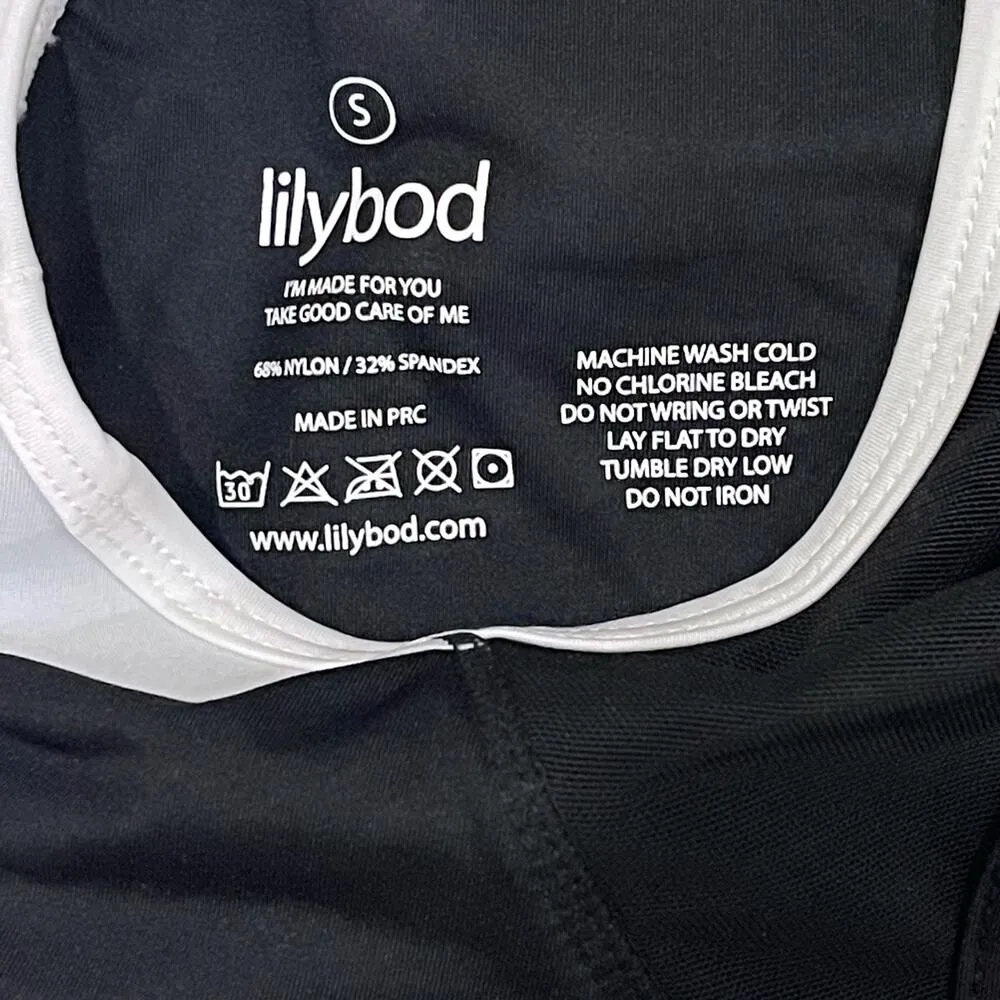 S
lilybod
I'M MADE FOR YOU
TAKE GOOD CARE OF ME
68% NYLON / 32% SPANDEX
MADE IN PRC
30
www.lilybod.com
MACHINE WASH COLD
NO CHLORINE BLEACH
DO NOT WRING OR TWIST
LAY FLAT TO DRY
TUMBLE DRY LOW
DO NOT IRON